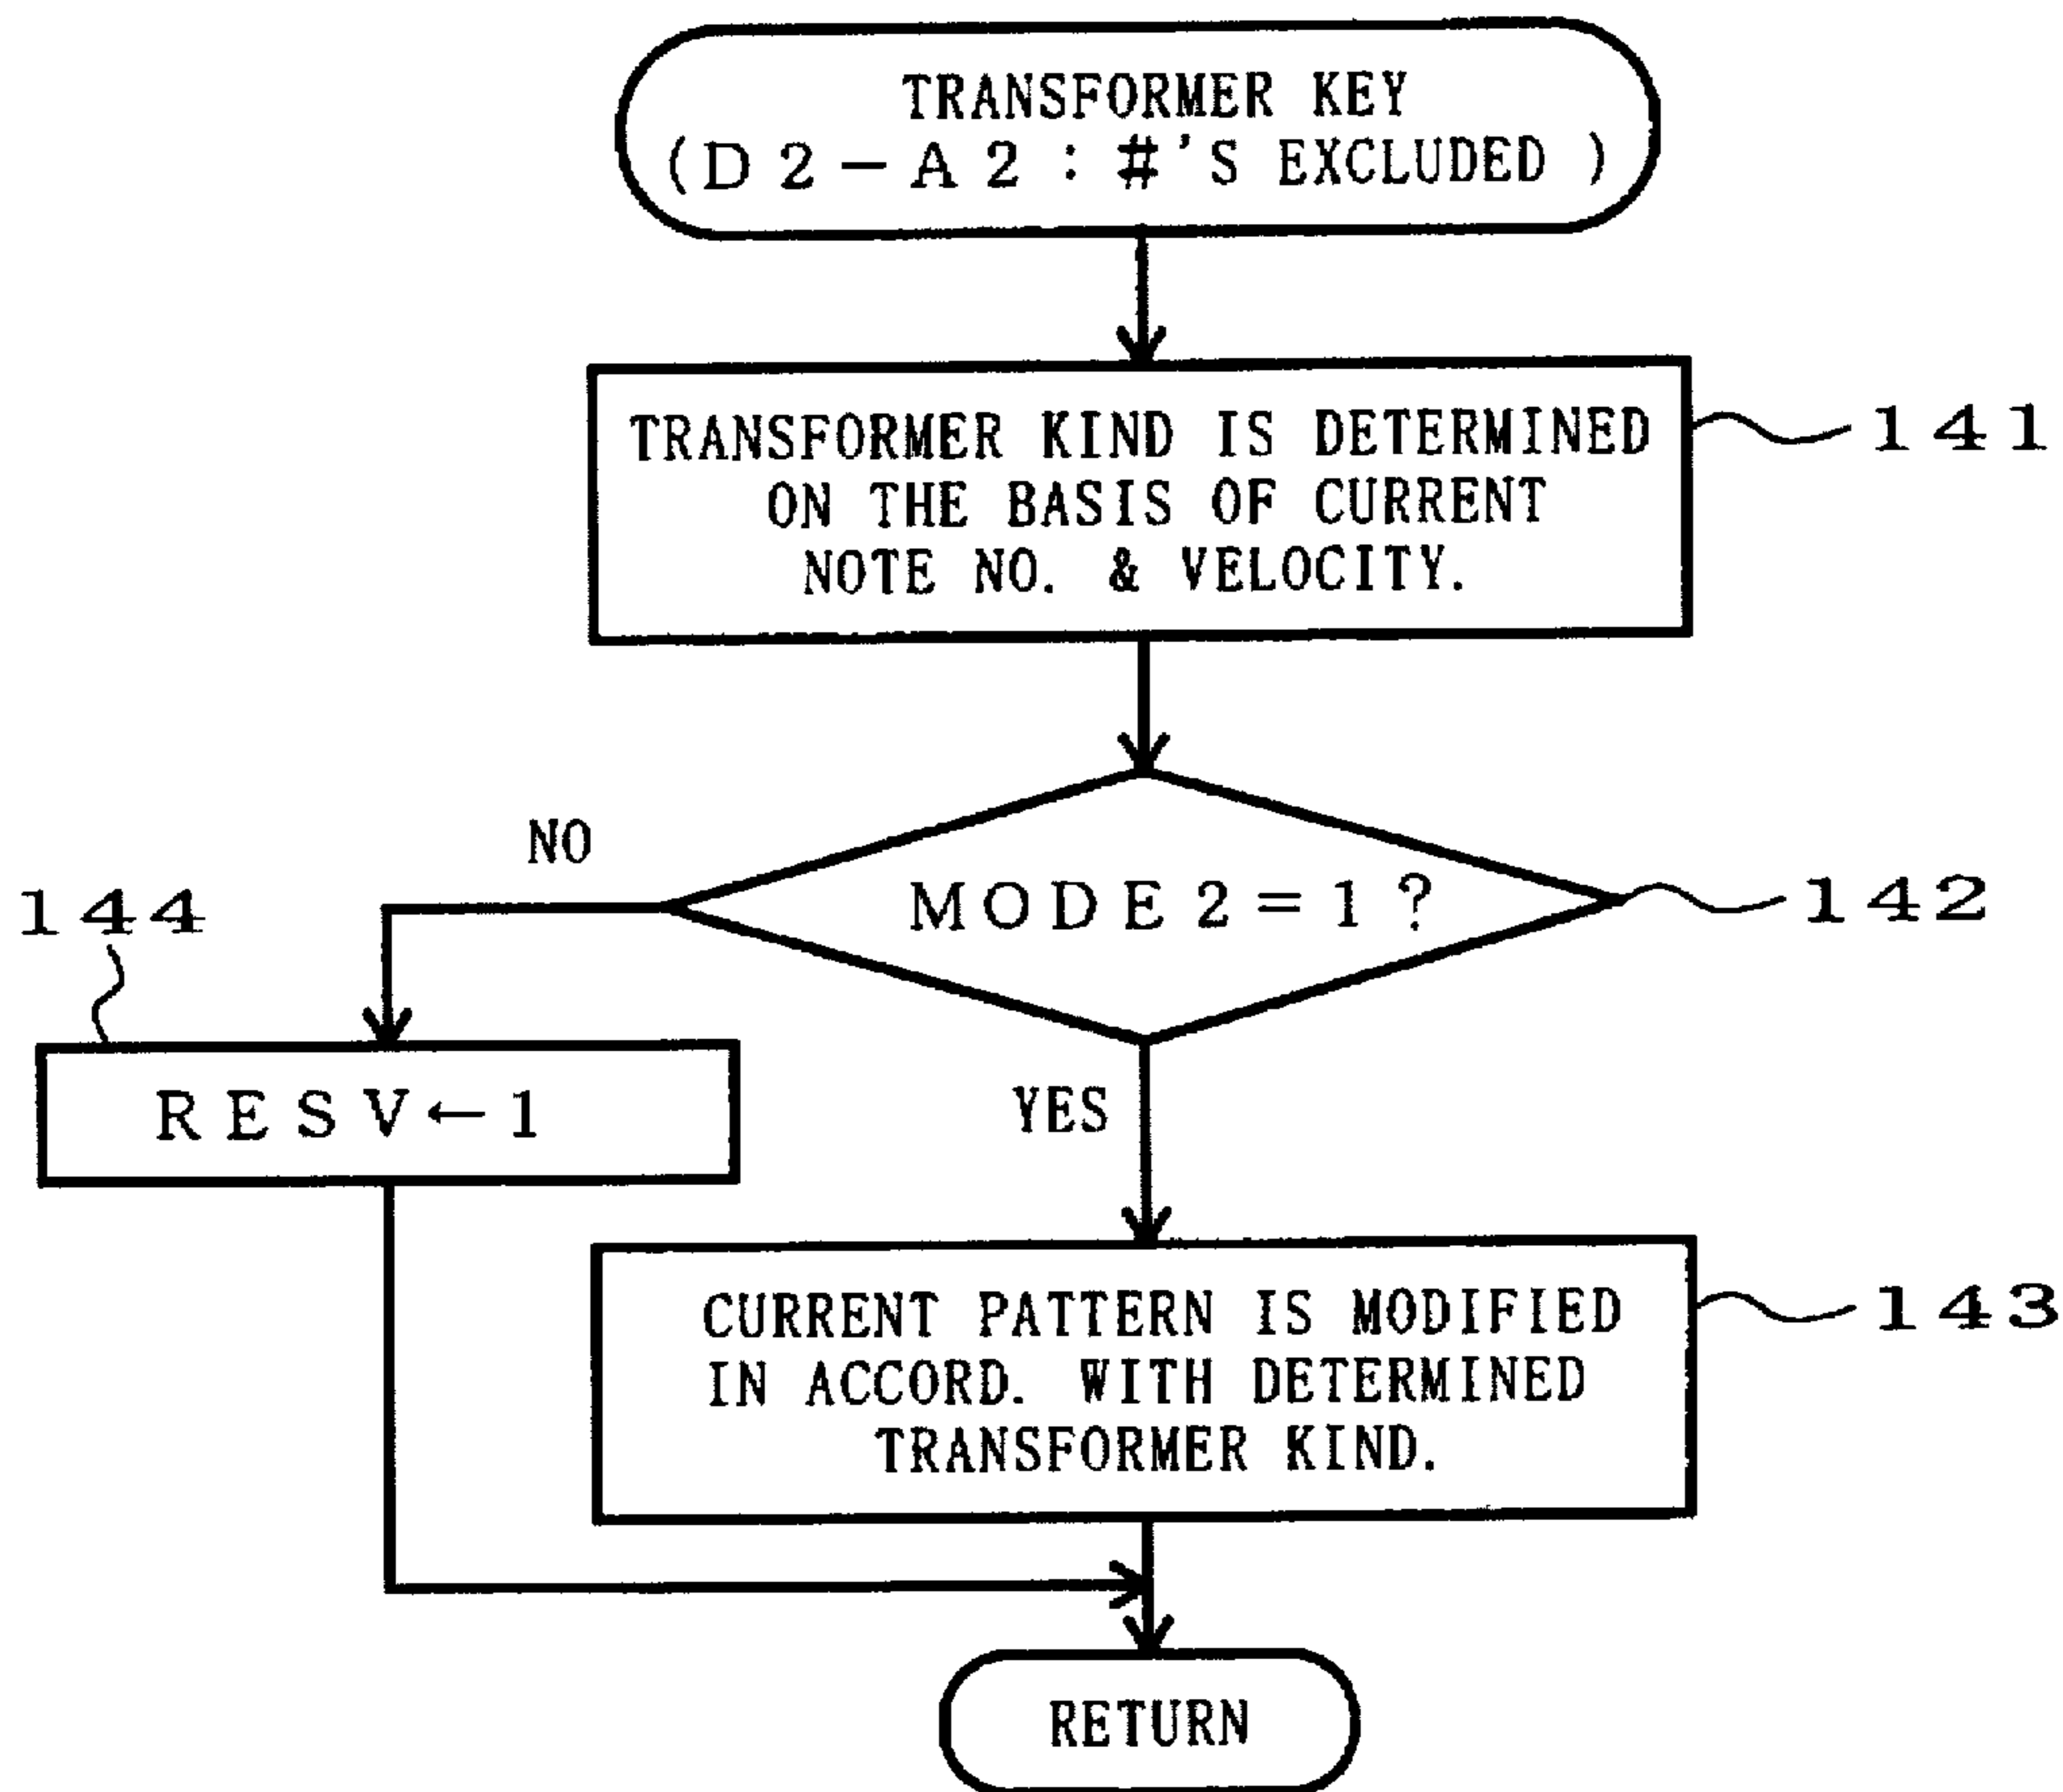 TRANSFORMER KEY
(D2-A2:#'S EXCLUDED)
TRANSFORMER KIND IS DETERMINED
ON THE BASIS OF CURRENT
NOTE NO. & VELOCITY.
141
NO
MODE2=1?
142
144
RESV←1
YES
CURRENT PATTERN IS MODIFIED
IN ACCORD. WITH DETERMINED
TRANSFORMER KIND.
143
RETURN